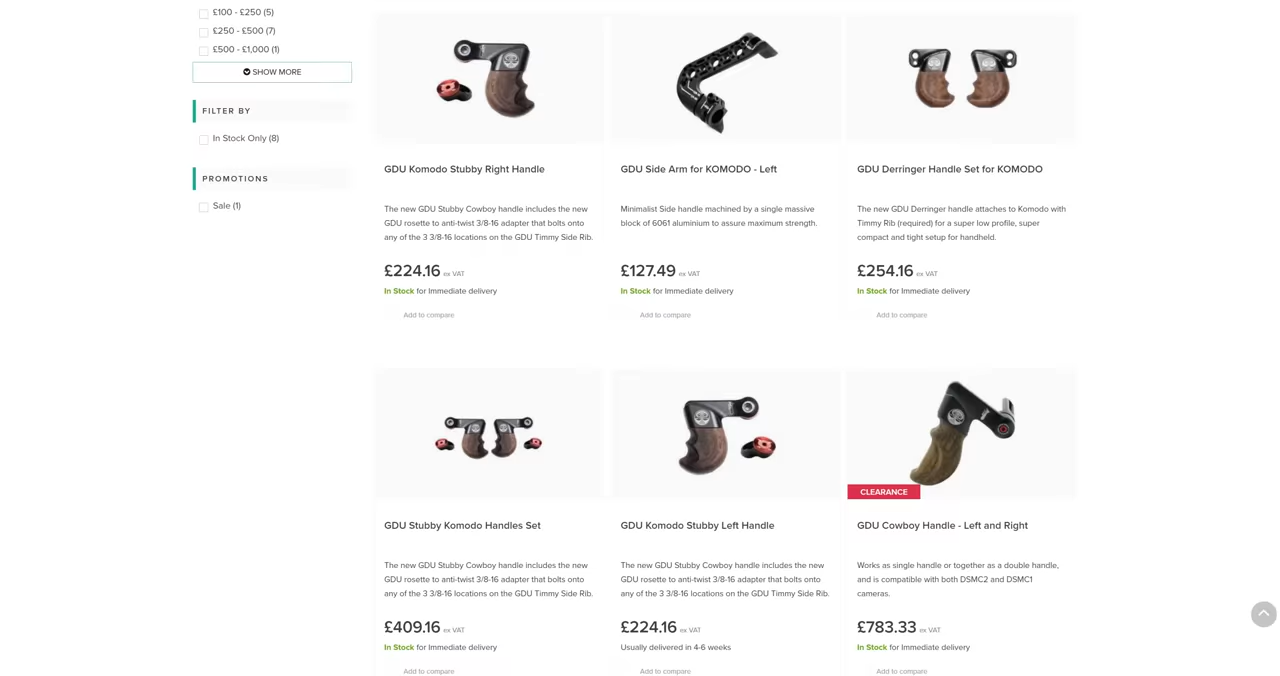 £100 - £250 (5)
£250 - £500 (7)
£500 - £1,000 (1)
SHOW MORE
FILTER BY
In Stock Only (8)
PROMOTIONS
Sale (1)
GDU Komodo Stubby Right Handle
The new GDU Stubby Cowboy handle includes the new
GDU rosette to anti-twist 3/8-16 adapter that bolts onto
any of the 3 3/8-16 locations on the GDU Timmy Side Rib.
£224.16 ex VAT
In Stock for Immediate delivery
Add to compare
GDU Side Arm for KOMODO - Left
Minimalist Side handle machined by a single massive
block of 6061 aluminium to assure maximum strength.
£127.49 ex VAT
In Stock for Immediate delivery
Add to compare
GDU Derringer Handle Set for KOMODO
The new GDU Derringer handle attaches to Komodo with
Timmy Rib (required) for a super low profile, super
compact and tight setup for handheld.
£254.16 ex VAT
In Stock for Immediate delivery
Add to compare
GDU Stubby Komodo Handles Set
The new GDU Stubby Cowboy handle includes the new
GDU rosette to anti-twist 3/8-16 adapter that bolts onto
any of the 3 3/8-16 locations on the GDU Timmy Side Rib.
£409.16 ex VAT
In Stock for Immediate delivery
Add to compare
GDU Komodo Stubby Left Handle
The new GDU Stubby Cowboy handle includes the new
GDU rosette to anti-twist 3/8-16 adapter that bolts onto
any of the 3 3/8-16 locations on the GDU Timmy Side Rib.
£224.16 ex VAT
Usually delivered in 4-6 weeks
Add to compare
CLEARANCE
GDU Cowboy Handle - Left and Right
Works as single handle or together as a double handle,
and is compatible with both DSMC2 and DSMC1
cameras.
£783.33 ex VAT
In Stock for Immediate delivery
Add to compare